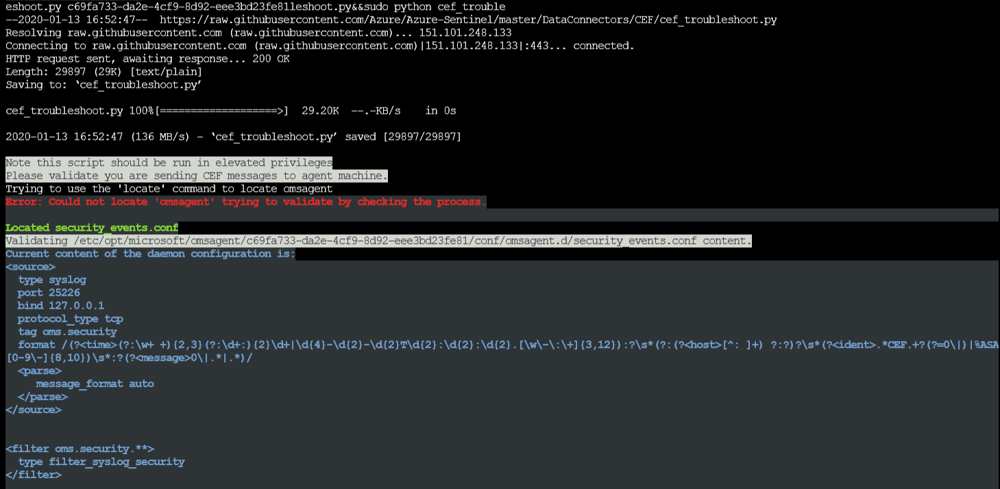 eshoot.py c69fa733-da2e-4cf9-8d92-eee3bd23fe81leshoot.py&&sudo python cef_trouble
--2020-01-13 16:52:47--  https://raw.githubusercontent.com/Azure/Azure-Sentinel/master/DataConnectors/CEF/cef_troubleshoot.py
Resolving raw.githubusercontent.com (raw.githubusercontent.com)... 151.101.248.133
Connecting to raw.githubusercontent.com (raw.githubusercontent.com)|151.101.248.133|:443... connected.
HTTP request sent, awaiting response... 200 OK
Length: 29897 (29K) [text/plain]
Saving to: ‘cef_troubleshoot.py’
cef_troubleshoot.py 100%[===================>]  29.20K  --.-KB/s    in 0s
2020-01-13 16:52:47 (136 MB/s) - ‘cef_troubleshoot.py’ saved [29897/29897]
Note this script should be run in elevated privileges
Please validate you are sending CEF messages to agent machine.
Trying to use the 'locate' command to locate omsagent
Error: Could not locate 'omsagent' trying to validate by checking the process.
Located security_events.conf
Validating /etc/opt/microsoft/omsagent/c69fa733-da2e-4cf9-8d92-eee3bd23fe81/conf/omsagent.d/security_events.conf content.
Current content of the daemon configuration is:
<source>
  type syslog
  port 25226
  bind 127.0.0.1
  protocol_type tcp
  tag oms.security
  format /(?<time>(?:\w+ +){2,3}(?:\d+:){2}\d+|\d{4}-\d{2}-\d{2}T\d{2}:\d{2}:\d{2}.[\w\-\:\+]{3,12}):?\s*(?:(?<host>[^: ]+) ?:?)?\s*(?<ident>.*CEF.+?(?=0\|)|%ASA
[0-9\-]{8,10})\s*:?(?<message>0\|.*|.*)/
  <parse>
     message_format auto
  </parse>
</source>
<filter oms.security.**>
  type filter_syslog_security
</filter>